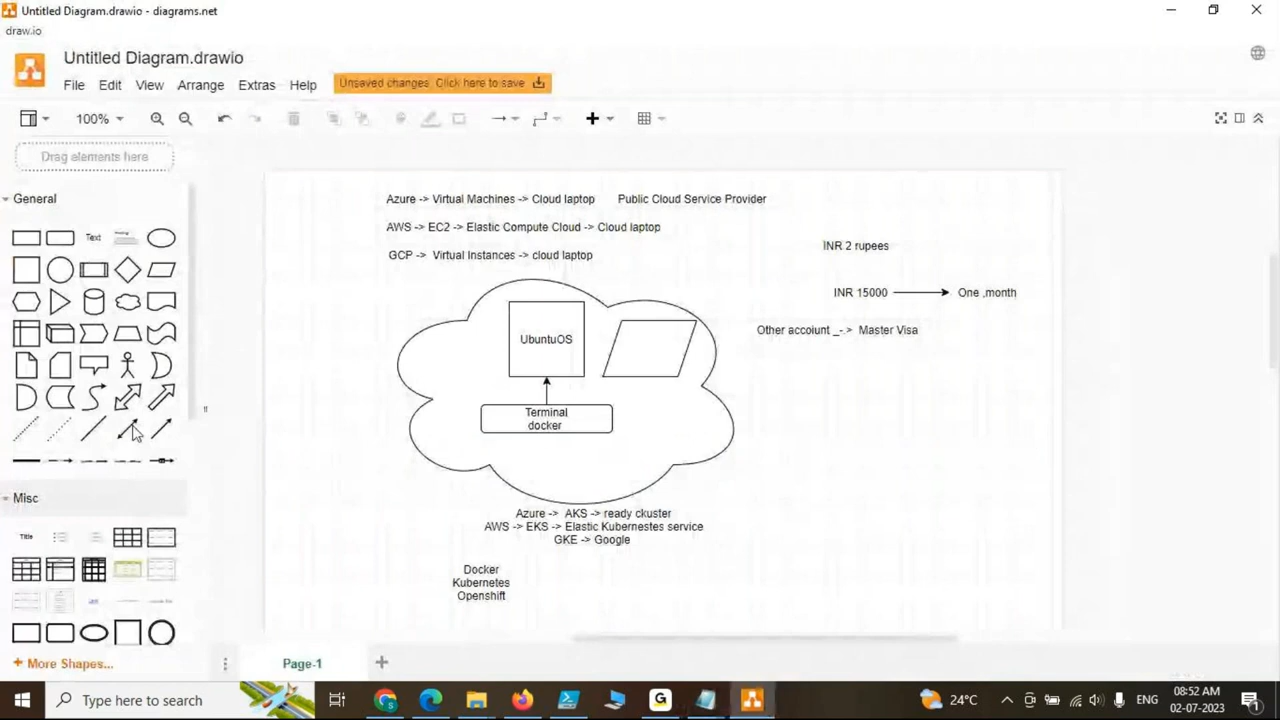 Untitled Diagram.drawio - diagrams.net
draw.io
Untitled Diagram.drawio
File Edit View Arrange Extras Help
Unsaved changes. Click here to save
100%
Drag elements here
General
Text
Azure -> Virtual Machines -> Cloud laptop
Public Cloud Service Provider
AWS -> EC2 -> Elastic Compute Cloud -> Cloud laptop
GCP -> Virtual Instances -> cloud laptop
INR 2 rupees
INR 15000
One ,month
Other accoiunt _-> Master Visa
UbuntuOS
Terminal
docker
Azure -> AKS -> ready ckuster
AWS -> EKS -> Elastic Kubernestes service
GKE -> Google
Docker
Kubernetes
Openshift
Misc
Title
More Shapes...
Page-1
Type here to search
24°C
ENG
08:52 AM
02-07-2023